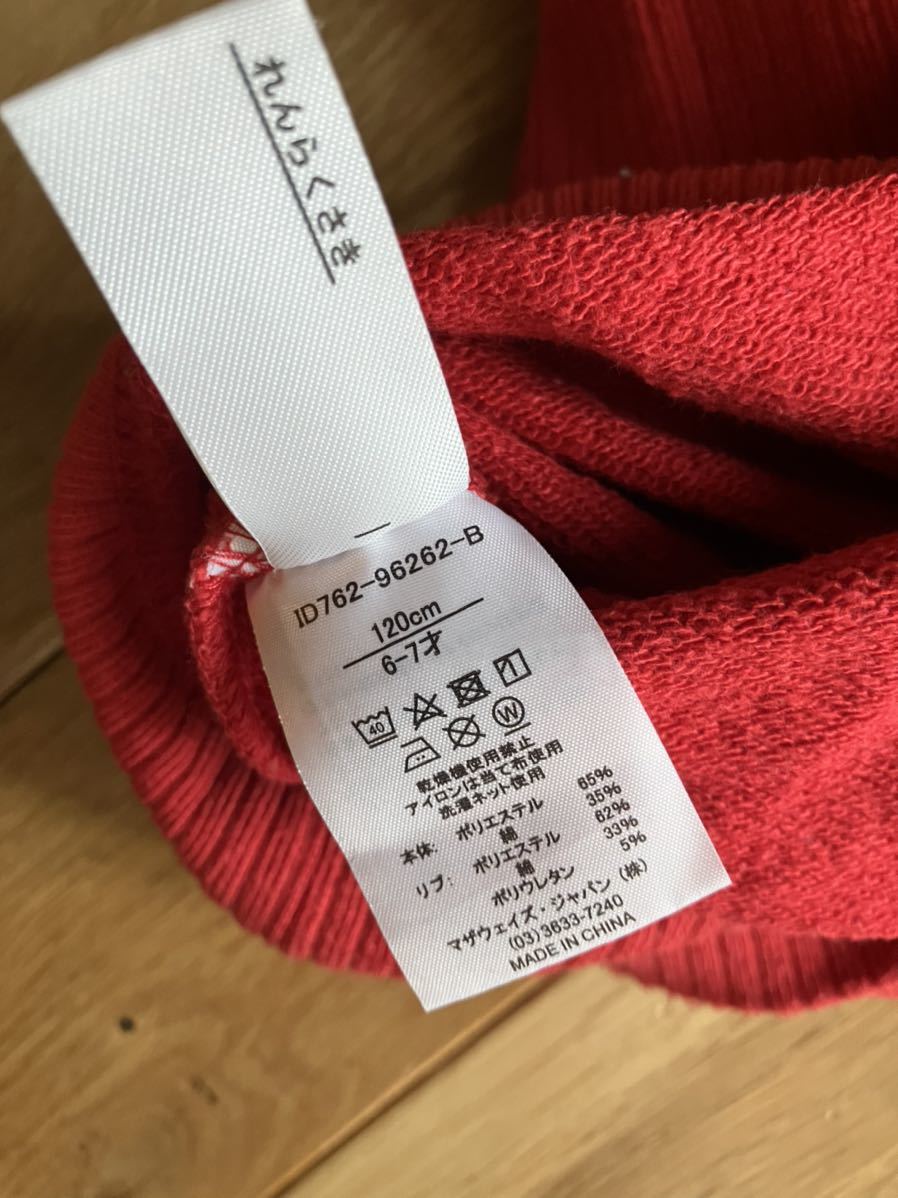 れんらくさき
ID762-96262-B
120cm
6-7才
40
W
乾燥機使用禁止
アイロンは当て布使用
洗濯ネット使用
本体: ポリエステル 65%
綿 35%
リブ: ポリエステル 62%
綿 33%
ポリウレタン 5%
マザウェイズ・ジャパン (株)
(03)3633-7240
MADE IN CHINA